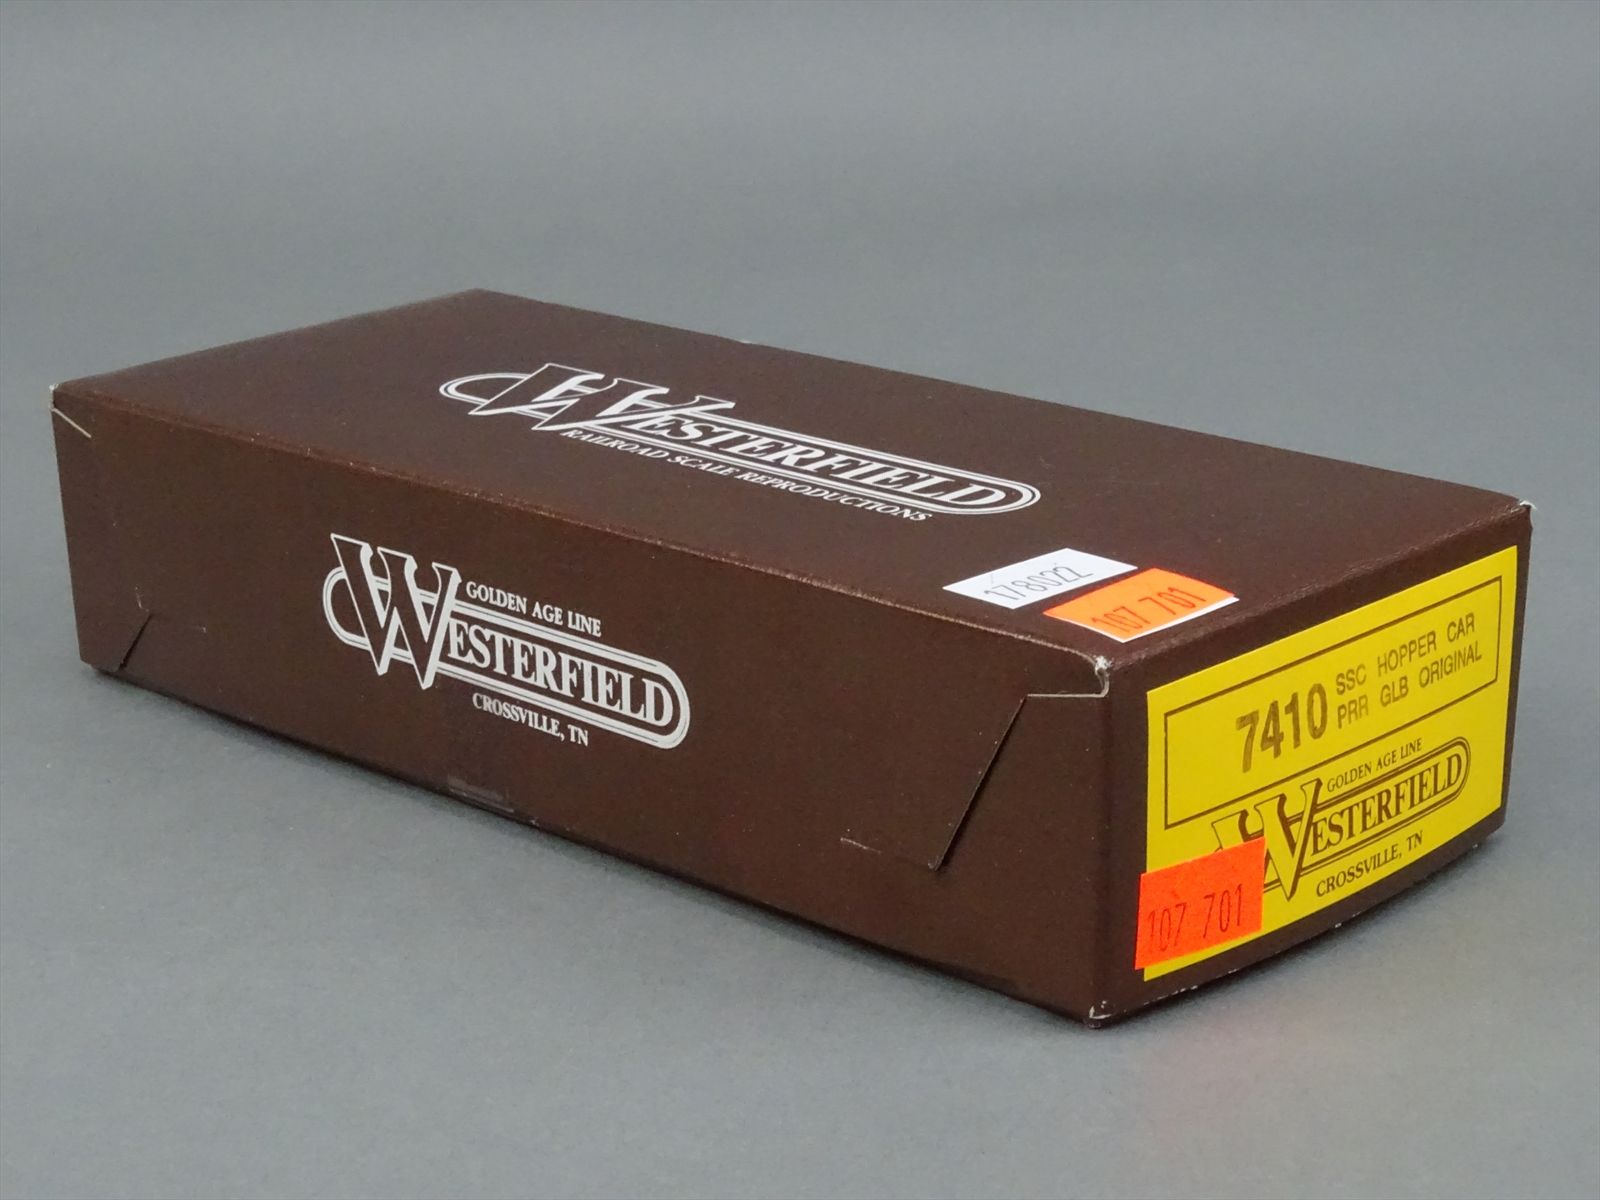 WESTERFIELD
RAILROAD SCALE REPRODUCTIONS
178022
107 701
GOLDEN AGE LINE
WESTERFIELD
CROSSVILLE, TN
7410 SSC HOPPER CAR
PRR GLB ORIGINAL
GOLDEN AGE LINE
WESTERFIELD
CROSSVILLE, TN
107 701